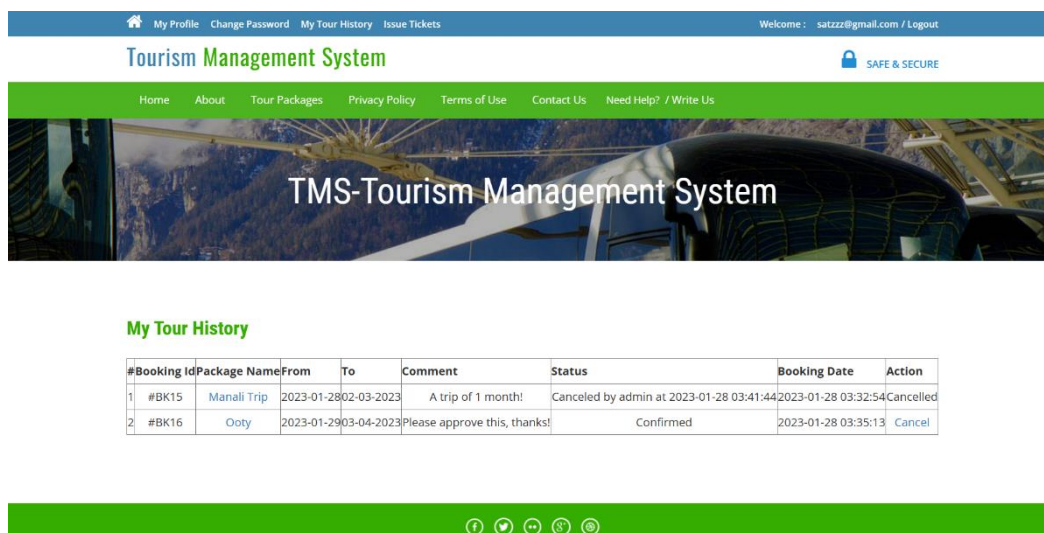 My Profile Change Password My Tour History Issue Tickets Welcome : satzzz@gmail.com / Logout
Tourism Management System SAFE & SECURE
Home About Tour Packages Privacy Policy Terms of Use Contact Us Need Help? / Write Us
TMS-Tourism Management System
My Tour History
# Booking Id Package Name From To Comment Status Booking Date Action
1 #BK15 Manali Trip 2023-01-28 02-03-2023 A trip of 1 month! Canceled by admin at 2023-01-28 03:41:44 2023-01-28 03:32:54 Cancelled
2 #BK16 Ooty 2023-01-29 03-04-2023 Please approve this, thanks! Confirmed 2023-01-28 03:35:13 Cancel